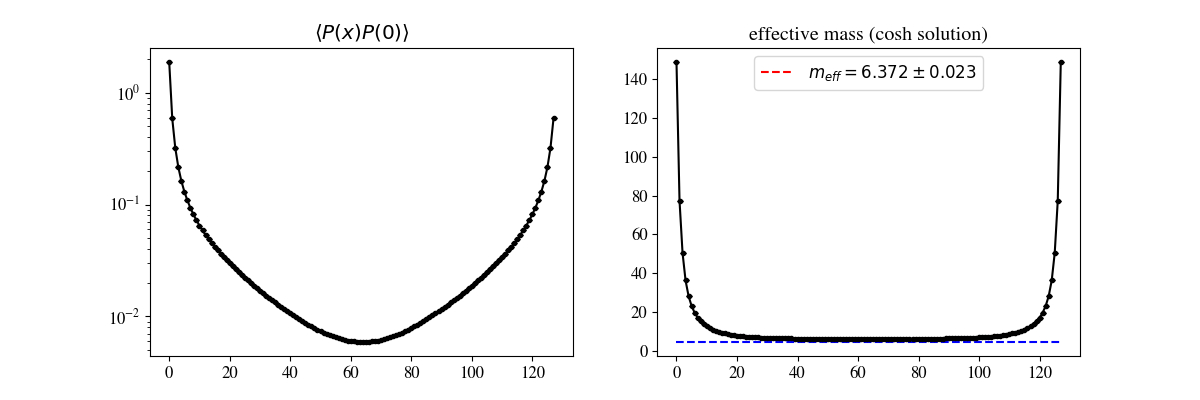 ⟨P(x)P(0)⟩
10⁰
10⁻¹
10⁻²
0 20 40 60 80 100 120
effective mass (cosh solution)
m_eff = 6.372 ± 0.023
140
120
100
80
60
40
20
0
0 20 40 60 80 100 120